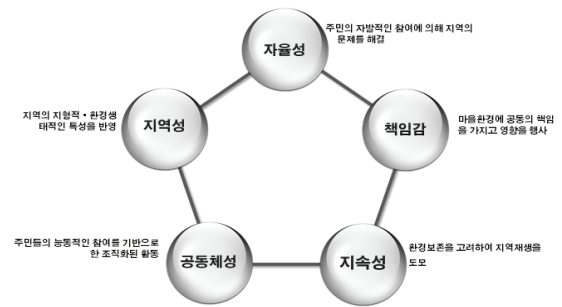 자율성
주민의 자발적인 참여에 의해 지역의
문제를 해결
지역의 지형적・환경생
태적인 특성을 반영
지역성
책임감
마을환경에 공동의 책임
을 가지고 영향을 행사
주민들의 능동적인 참여를 기반으로
한 조직화된 활동
공동체성
지속성
환경보존을 고려하여 지역재생을
도모